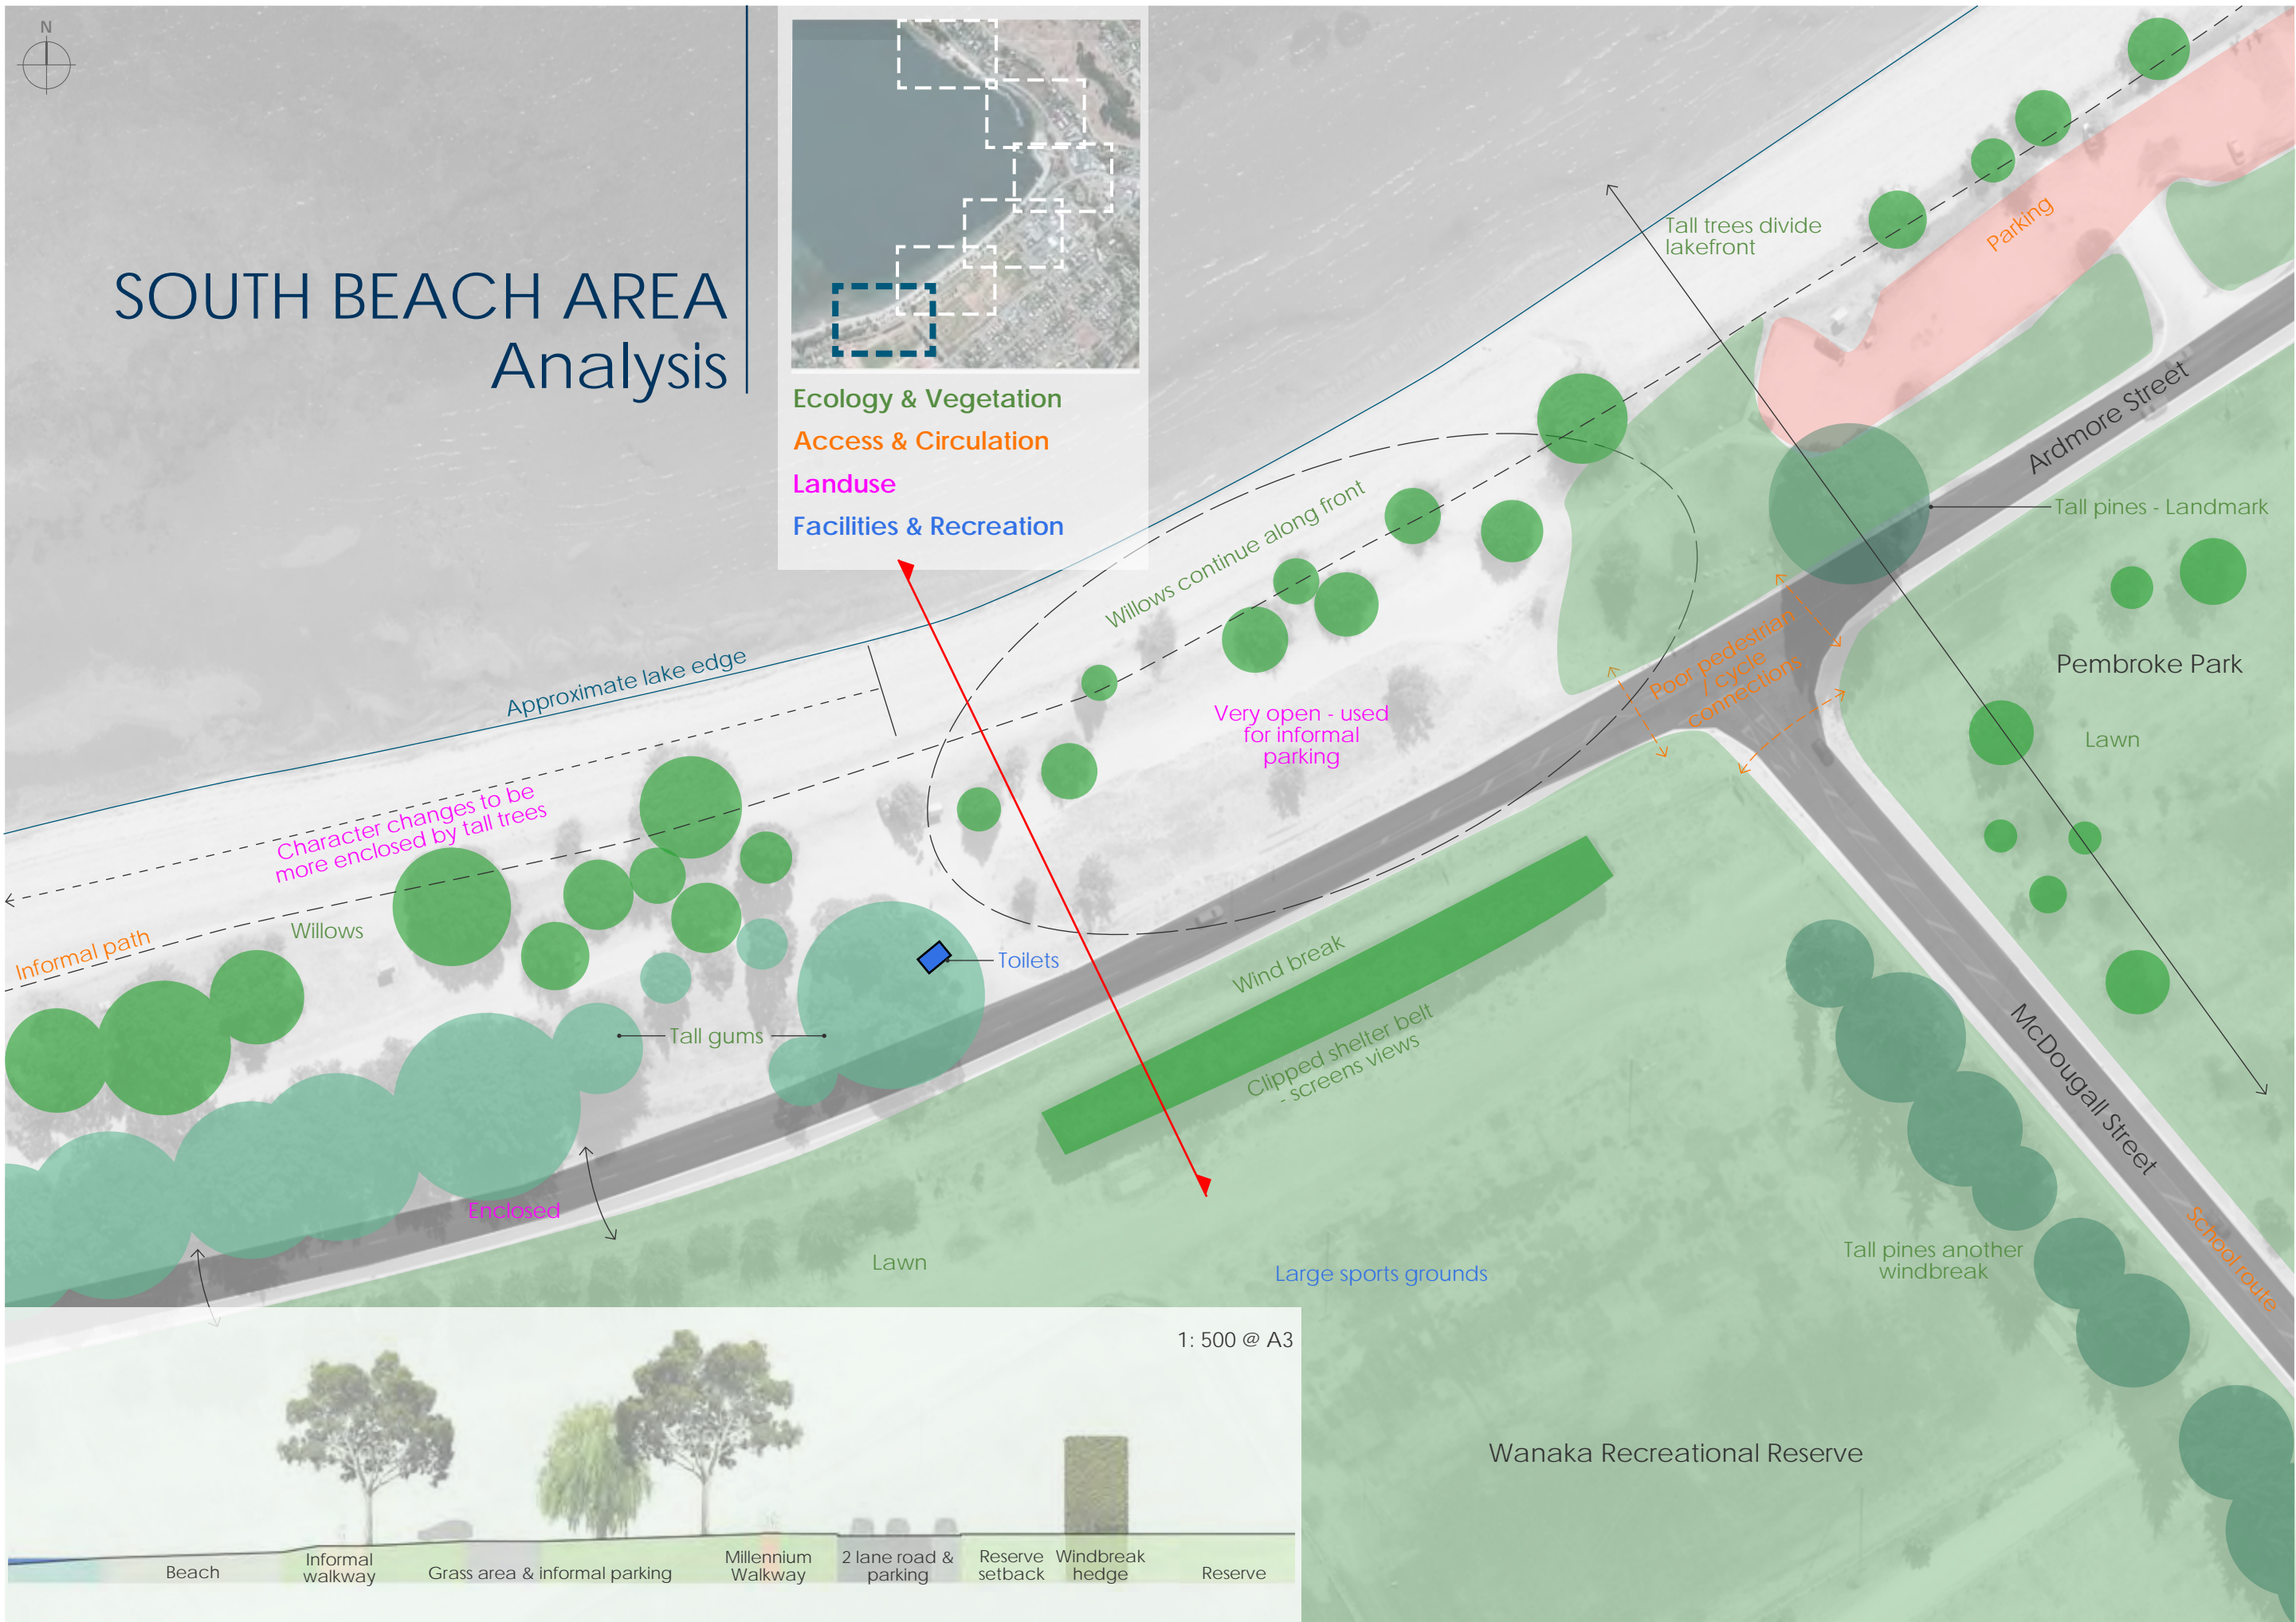 N
SOUTH BEACH AREA
Analysis
Ecology & Vegetation
Access & Circulation
Landuse
Facilities & Recreation
Tall trees divide
lakefront
Parking
Ardmore Street
Tall pines - Landmark
Willows continue along front
Poor pedestrian
/ cycle
connections
Pembroke Park
Lawn
Approximate lake edge
Very open - used
for informal
parking
Character changes to be
more enclosed by tall trees
Informal path
Willows
Toilets
Wind break
Tall gums
Clipped shelter belt
- screens views
McDougall Street
Enclosed
Lawn
Large sports grounds
Tall pines another
windbreak
School route
Wanaka Recreational Reserve
1: 500 @ A3
Beach
Informal
walkway
Grass area & informal parking
Millennium
Walkway
2 lane road &
parking
Reserve
setback
Windbreak
hedge
Reserve